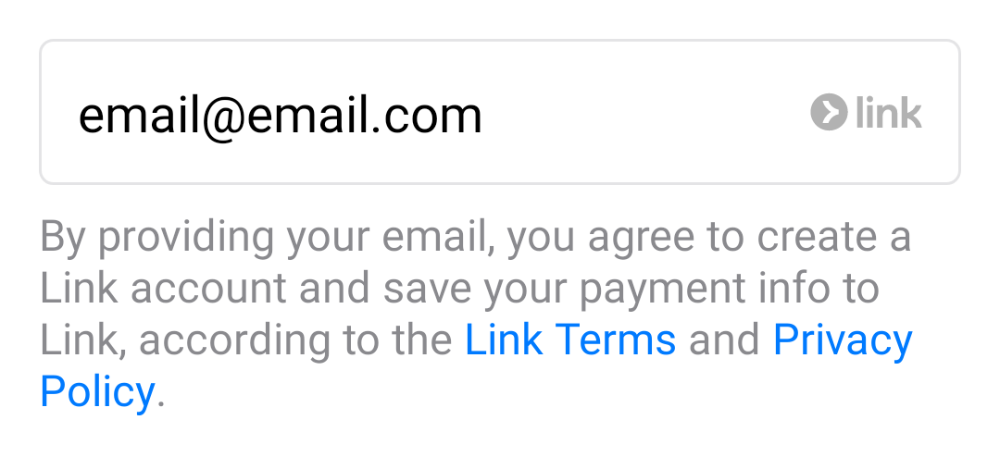 email@email.com link
By providing your email, you agree to create a
Link account and save your payment info to
Link, according to the Link Terms and Privacy
Policy.